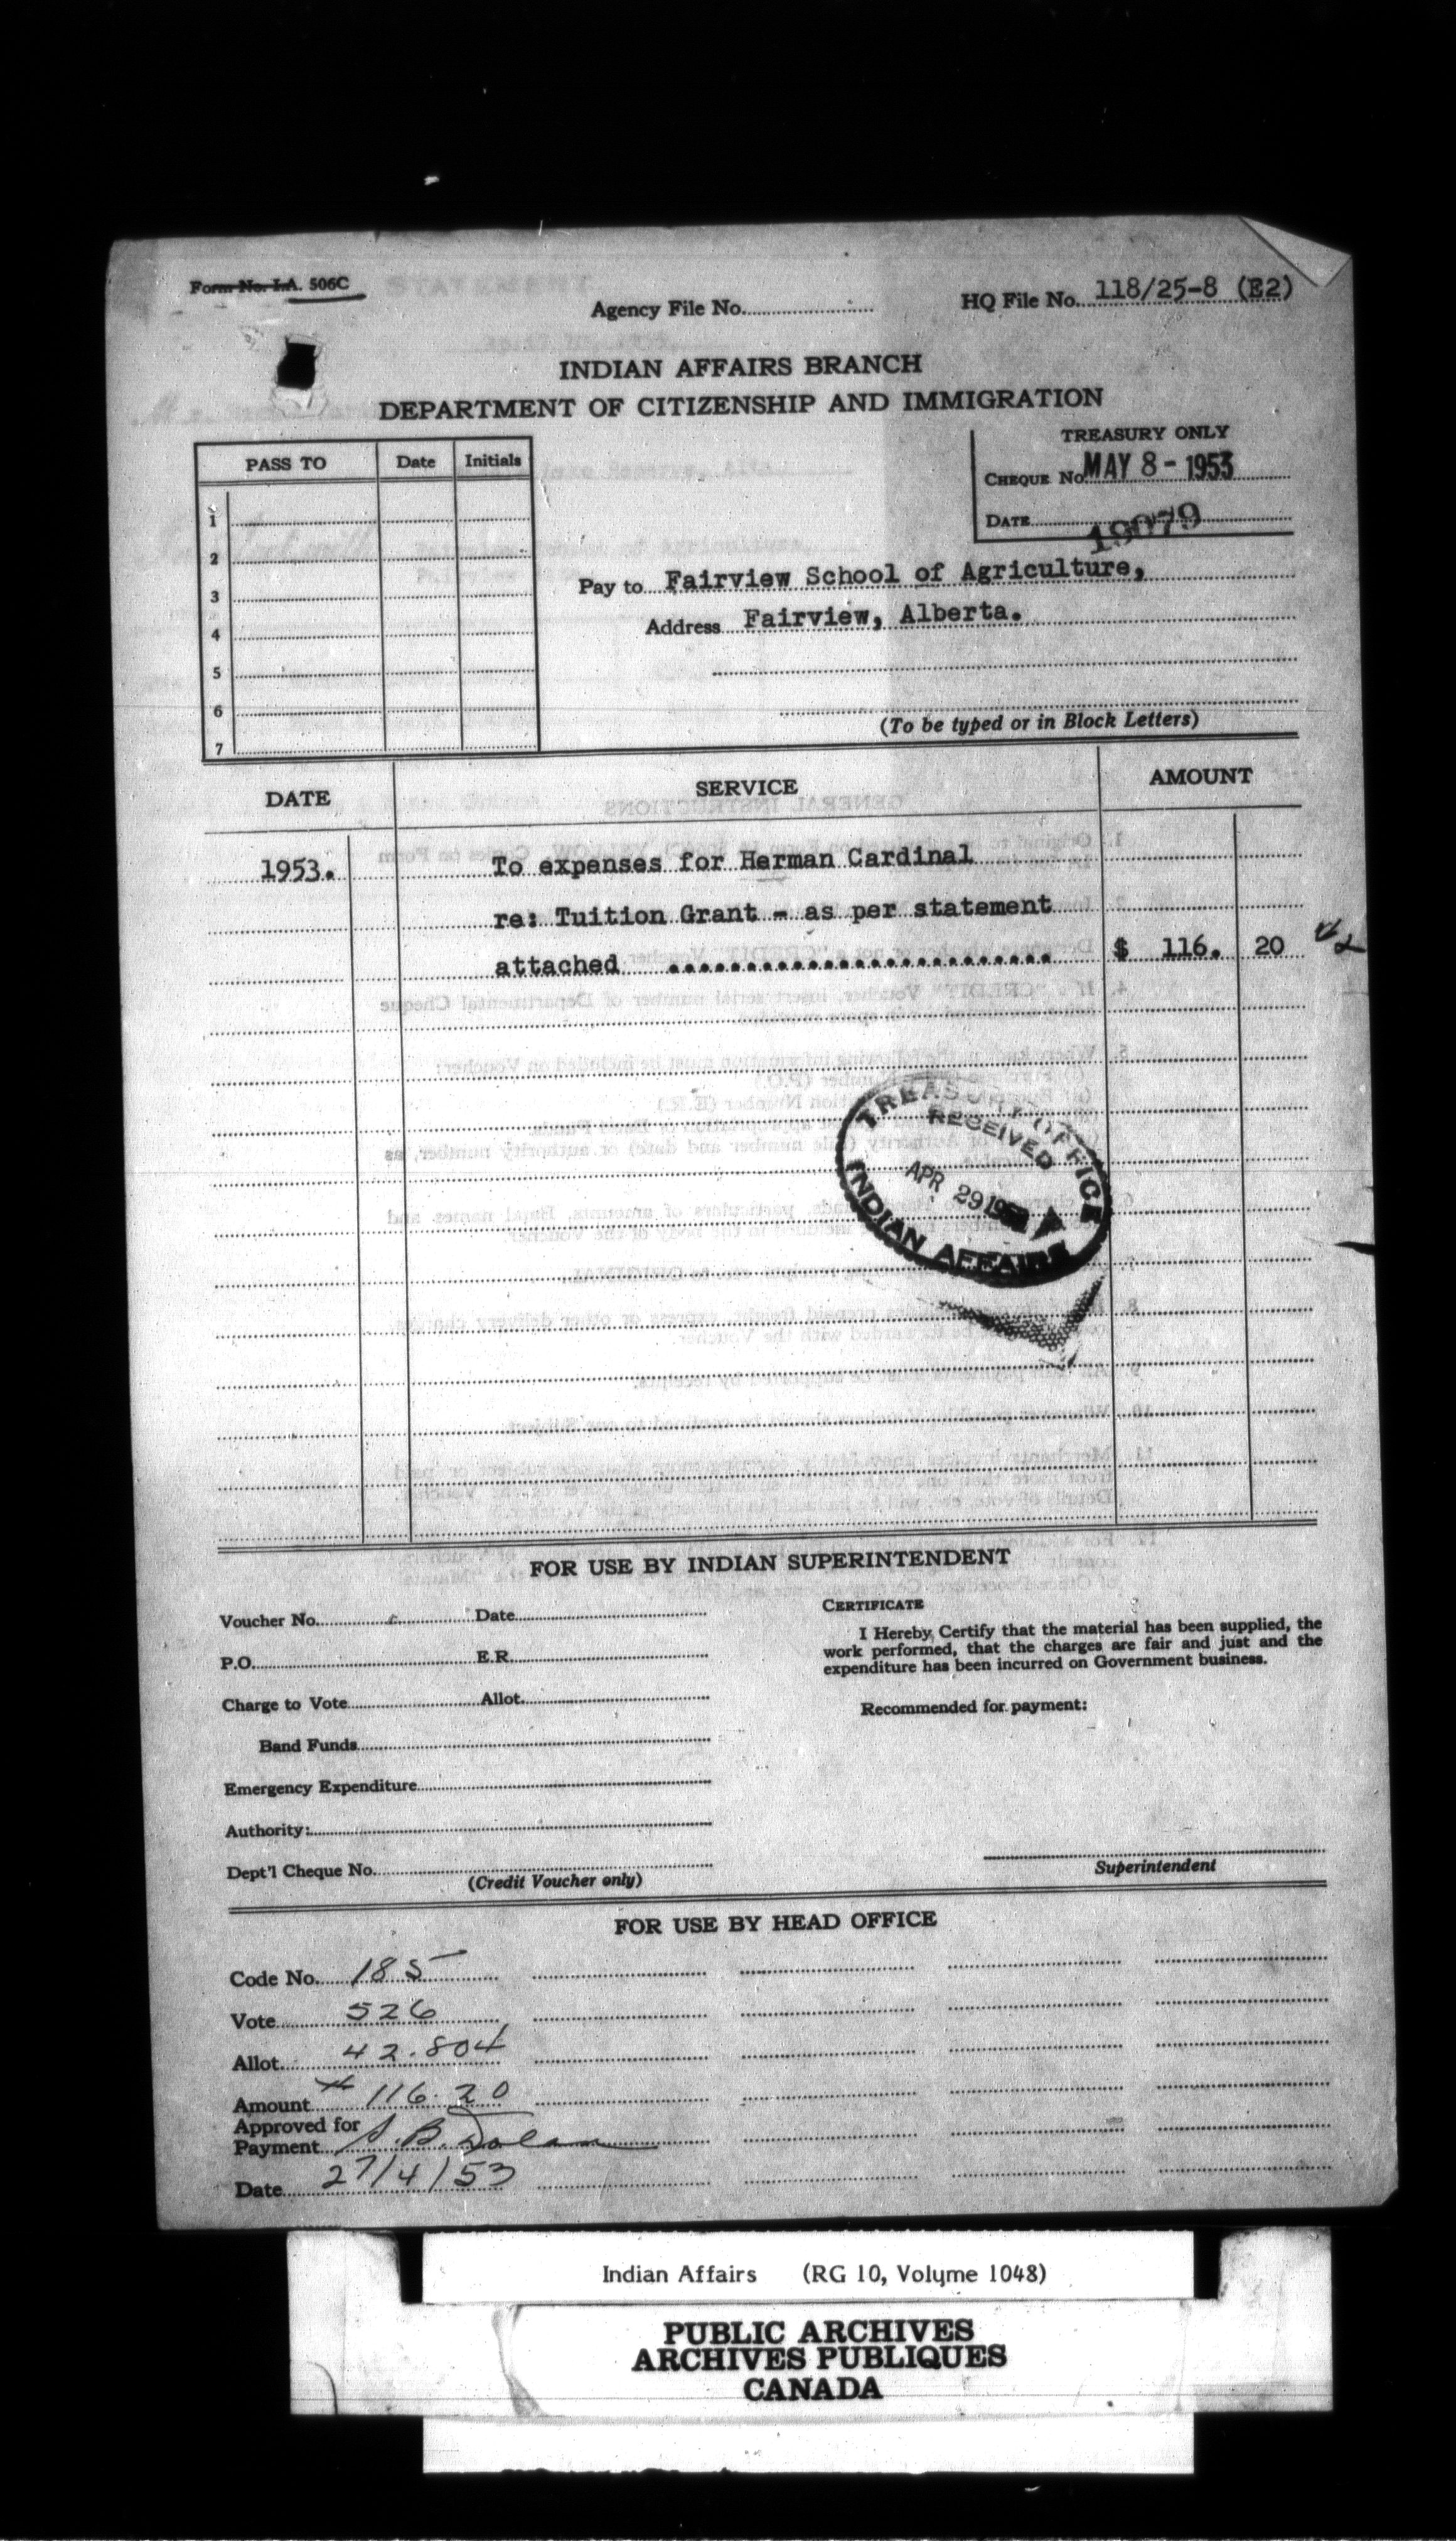 Form No. I.A. 506C
Agency File No.
HQ File No. 118/25-8 (E2)
INDIAN AFFAIRS BRANCH
DEPARTMENT OF CITIZENSHIP AND IMMIGRATION
PASS TO Date Initials
1
2
3
4
5
6
7
TREASURY ONLY
CHEQUE No MAY 8 - 1953
DATE 19079
Pay to Fairview School of Agriculture,
Address Fairview, Alberta.
(To be typed or in Block Letters)
DATE SERVICE AMOUNT
1953. To expenses for Herman Cardinal
re: Tuition Grant - as per statement
attached ......................... $ 116. 20
TREASURY OFFICE
RECEIVED
APR 29 195
INDIAN AFFAIRS
FOR USE BY INDIAN SUPERINTENDENT
Voucher No. Date
P.O. E.R.
Charge to Vote Allot.
Band Funds
Emergency Expenditure
Authority:
Dept'l Cheque No.
(Credit Voucher only)
CERTIFICATE
I Hereby Certify that the material has been supplied, the
work performed, that the charges are fair and just and the
expenditure has been incurred on Government business.
Recommended for payment:
Superintendent
FOR USE BY HEAD OFFICE
Code No. 185
Vote 526
Allot. 42.804
Amount 116.20
Approved for
Payment
Date 27/4/53
Indian Affairs (RG 10, Volume 1048)
PUBLIC ARCHIVES
ARCHIVES PUBLIQUES
CANADA